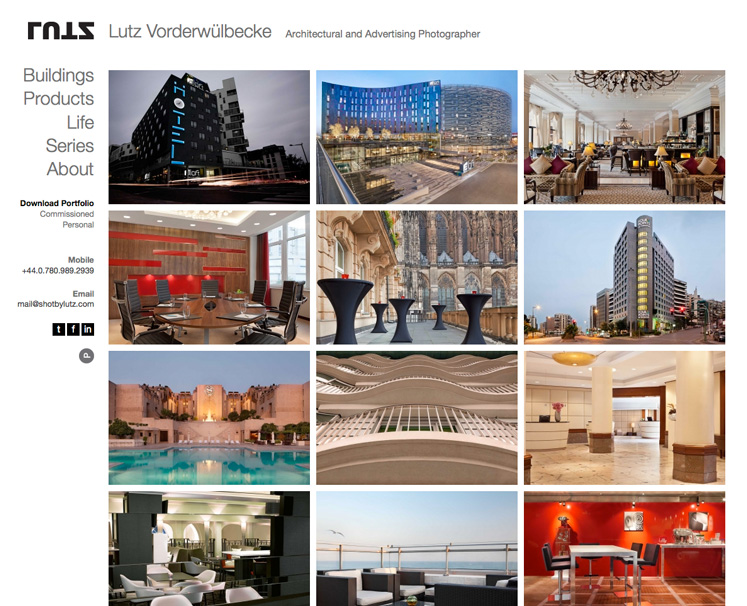 LUTZ
Lutz Vorderwülbecke Architectural and Advertising Photographer
Buildings
Products
Life
Series
About
Download Portfolio
Commissioned
Personal
Mobile
+44.0.780.989.2939
Email
mail@shotbylutz.com
t f in
HOTEL